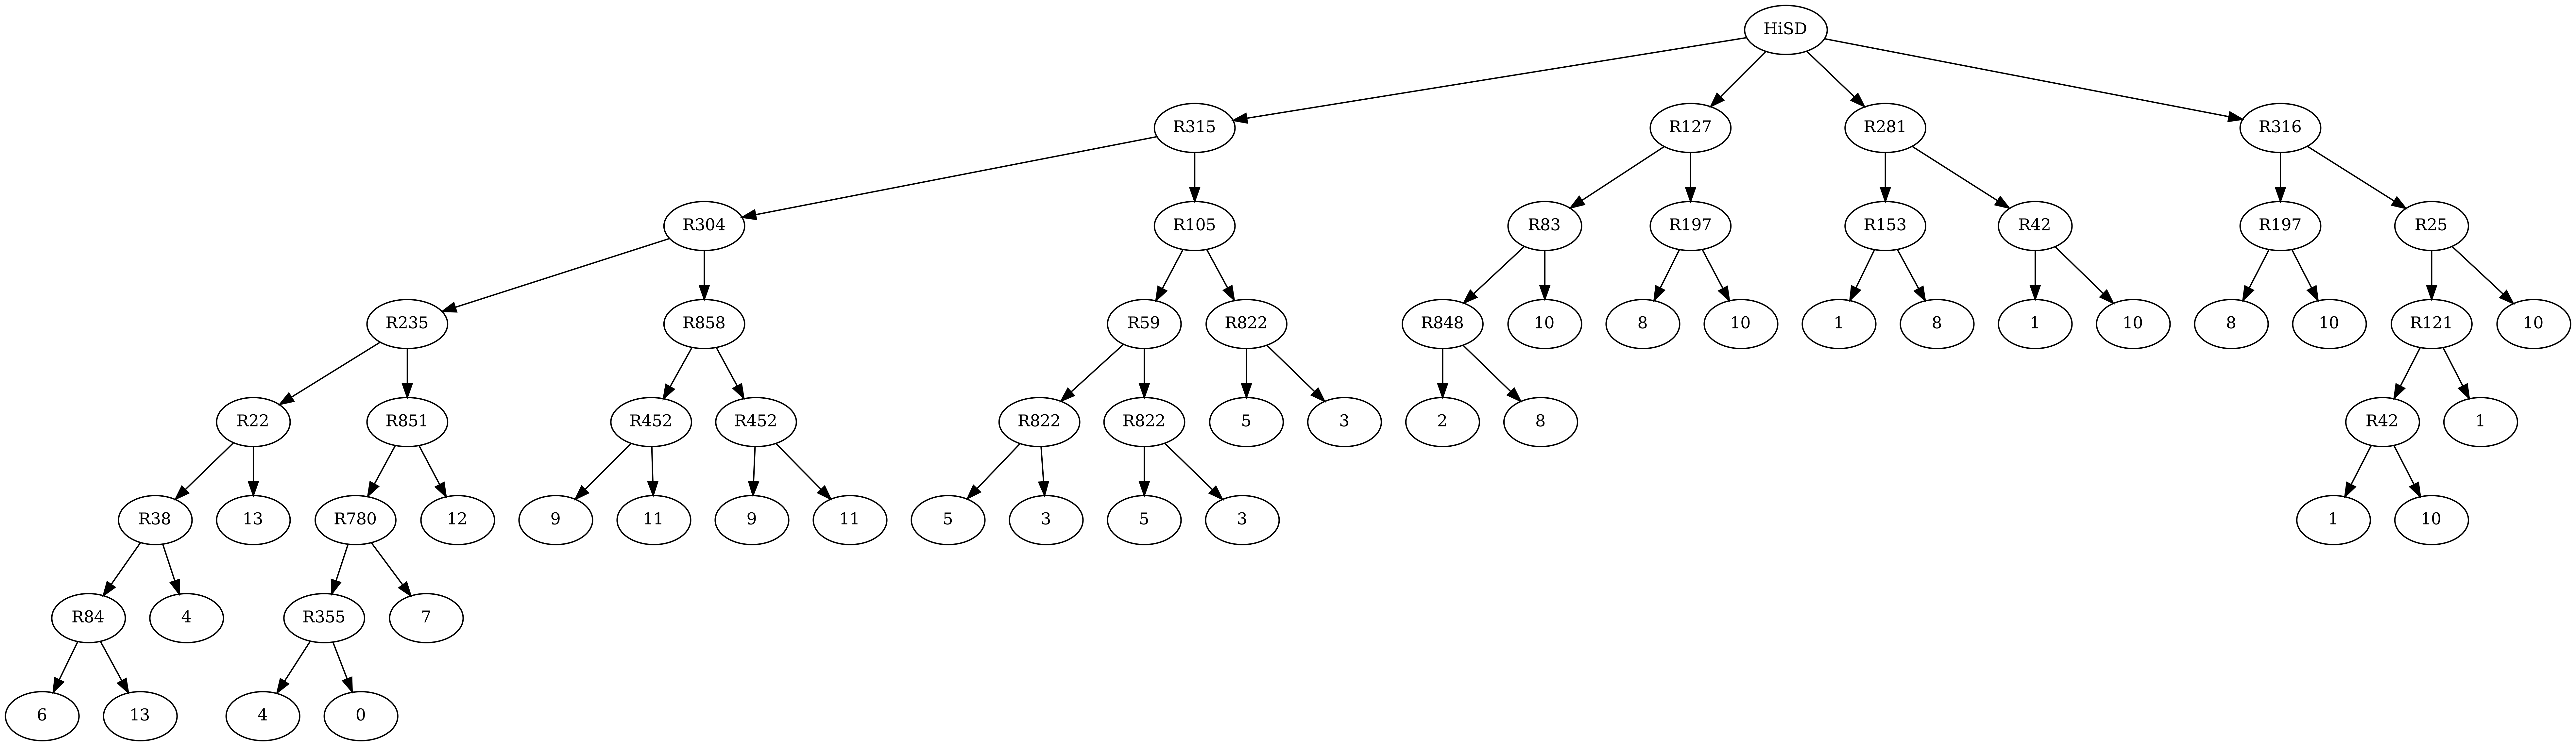 HiSD
R315 R127 R281 R316
R304 R105 R83 R197 R153 R42 R197 R25
R235 R858 R59 R822 R848 10 8 10 1 8 1 10 8 10 R121 10
R22 R851 R452 R452 R822 R822 5 3 2 8 R42 1
R38 13 R780 12 9 11 9 11 5 3 5 3 1 10
R84 4 R355 7
6 13 4 0